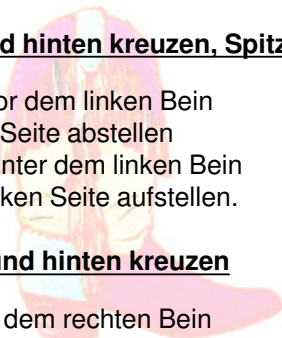 d hinten kreuzen, Spitz
or dem linken Bein
Seite abstellen
nter dem linken Bein
ken Seite aufstellen.
und hinten kreuzen
dem rechten Bein